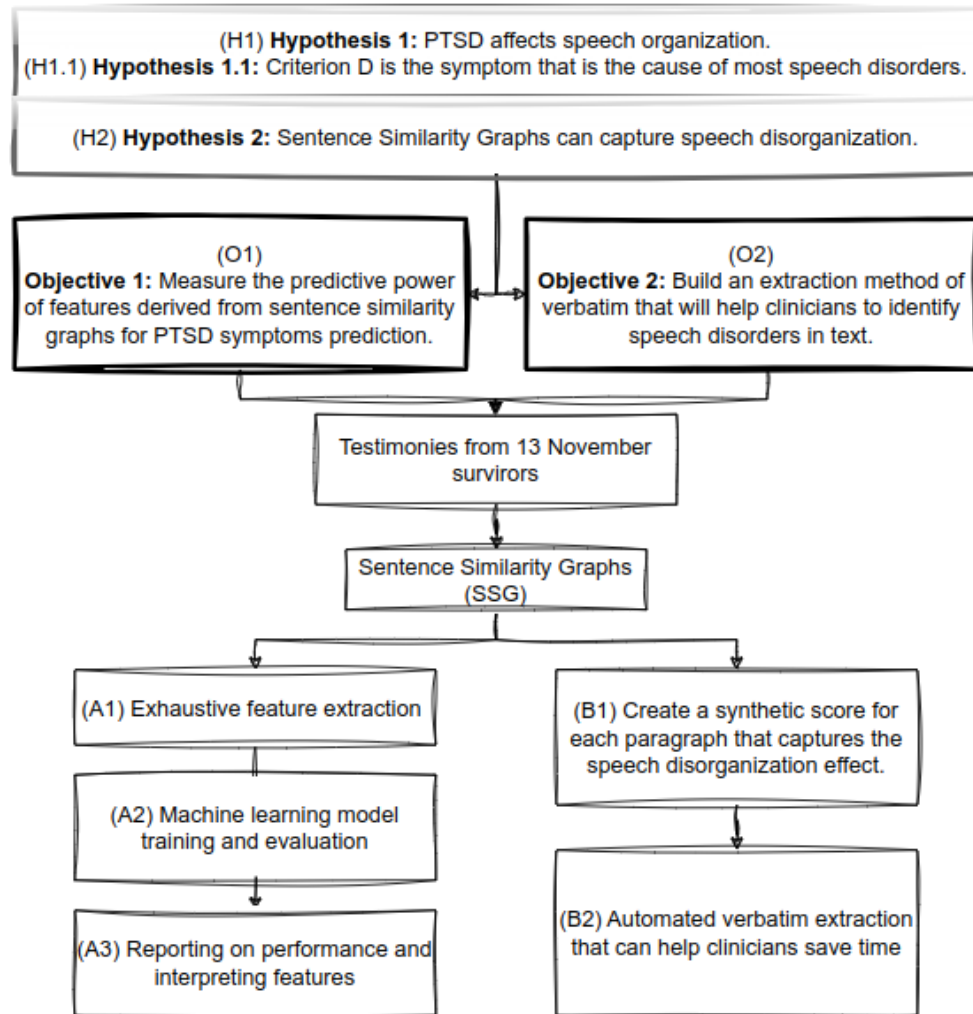 (H1) Hypothesis 1: PTSD affects speech organization.
(H1.1) Hypothesis 1.1: Criterion D is the symptom that is the cause of most speech disorders.
(H2) Hypothesis 2: Sentence Similarity Graphs can capture speech disorganization.
(O1)
Objective 1: Measure the predictive power
of features derived from sentence similarity
graphs for PTSD symptoms prediction.
(O2)
Objective 2: Build an extraction method of
verbatim that will help clinicians to identify
speech disorders in text.
Testimonies from 13 November
survirors
Sentence Similarity Graphs
(SSG)
(A1) Exhaustive feature extraction
(A2) Machine learning model
training and evaluation
(A3) Reporting on performance and
interpreting features
(B1) Create a synthetic score for
each paragraph that captures the
speech disorganization effect.
(B2) Automated verbatim extraction
that can help clinicians save time